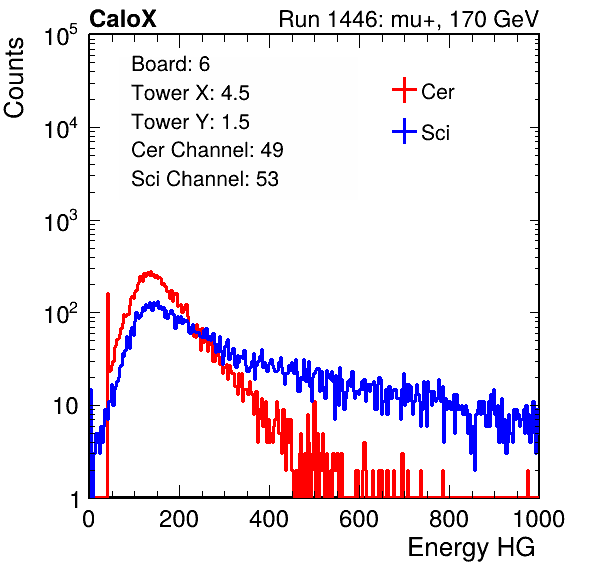 CaloX Run 1446: mu+, 170 GeV
Counts
Board: 6
Tower X: 4.5
Tower Y: 1.5
Cer Channel: 49
Sci Channel: 53
Cer
Sci
10^5
10^4
10^3
10^2
10
1
0 200 400 600 800 1000
Energy HG